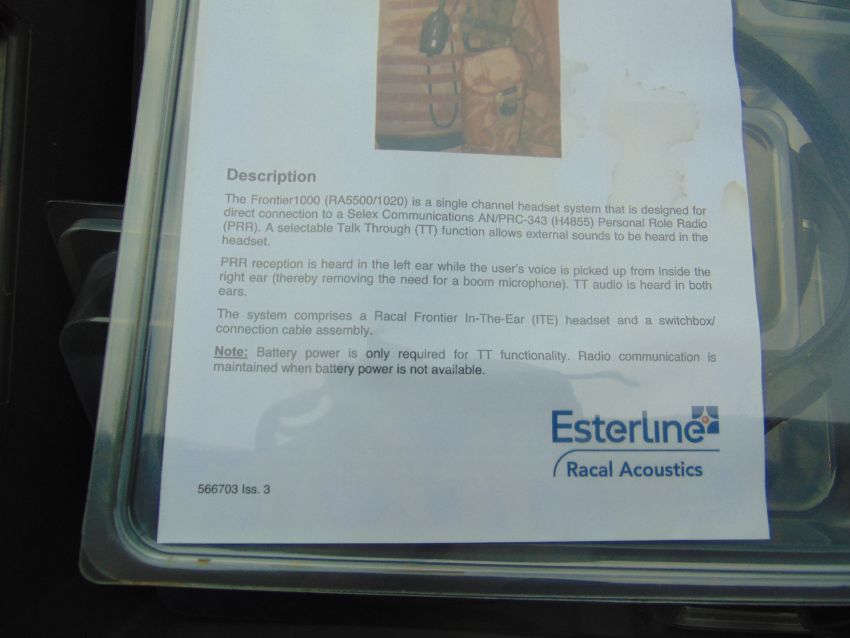 Description
The Frontier1000 (RA5500/1020) is a single channel headset system that is designed for
direct connection to a Selex Communications AN/PRC-343 (H4855) Personal Role Radio
(PRR). A selectable Talk Through (TT) function allows external sounds to be heard in the
headset.
PRR reception is heard in the left ear while the user's voice is picked up from inside the
right ear (thereby removing the need for a boom microphone). TT audio is heard in both
ears.
The system comprises a Racal Frontier In-The-Ear (ITE) headset and a switchbox/
connection cable assembly.
Note: Battery power is only required for TT functionality. Radio communication is
maintained when battery power is not available.
Esterline
Racal Acoustics
566703 Iss. 3